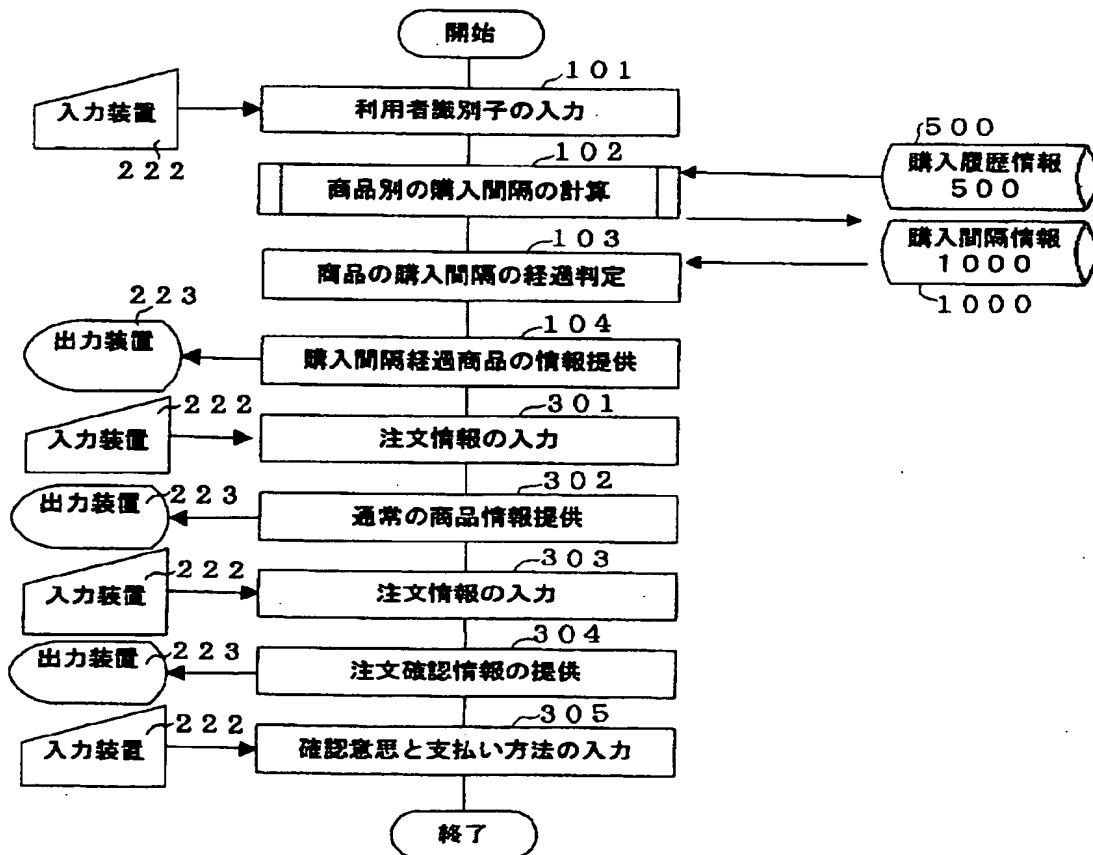 開始
101
利用者識別子の入力
入力装置
222
102
商品別の購入間隔の計算
500
購入履歴情報
500
103
商品の購入間隔の経過判定
購入間隔情報
1000
1000
223
出力装置
104
購入間隔経過商品の情報提供
222
入力装置
301
注文情報の入力
出力装置
223
302
通常の商品情報提供
222
入力装置
303
注文情報の入力
出力装置
223
304
注文確認情報の提供
222
入力装置
305
確認意思と支払い方法の入力
終了